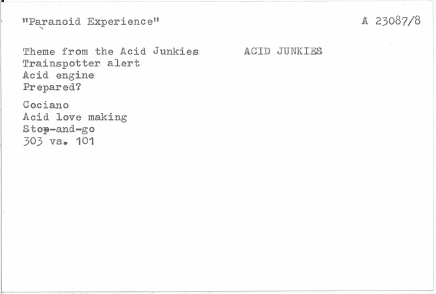 "Paranoid Experience" A 23087/8
Theme from the Acid Junkies ACID JUNKIES
Trainspotter alert
Acid engine
Prepared?
Cociano
Acid love making
Stop-and-go
303 vs. 101